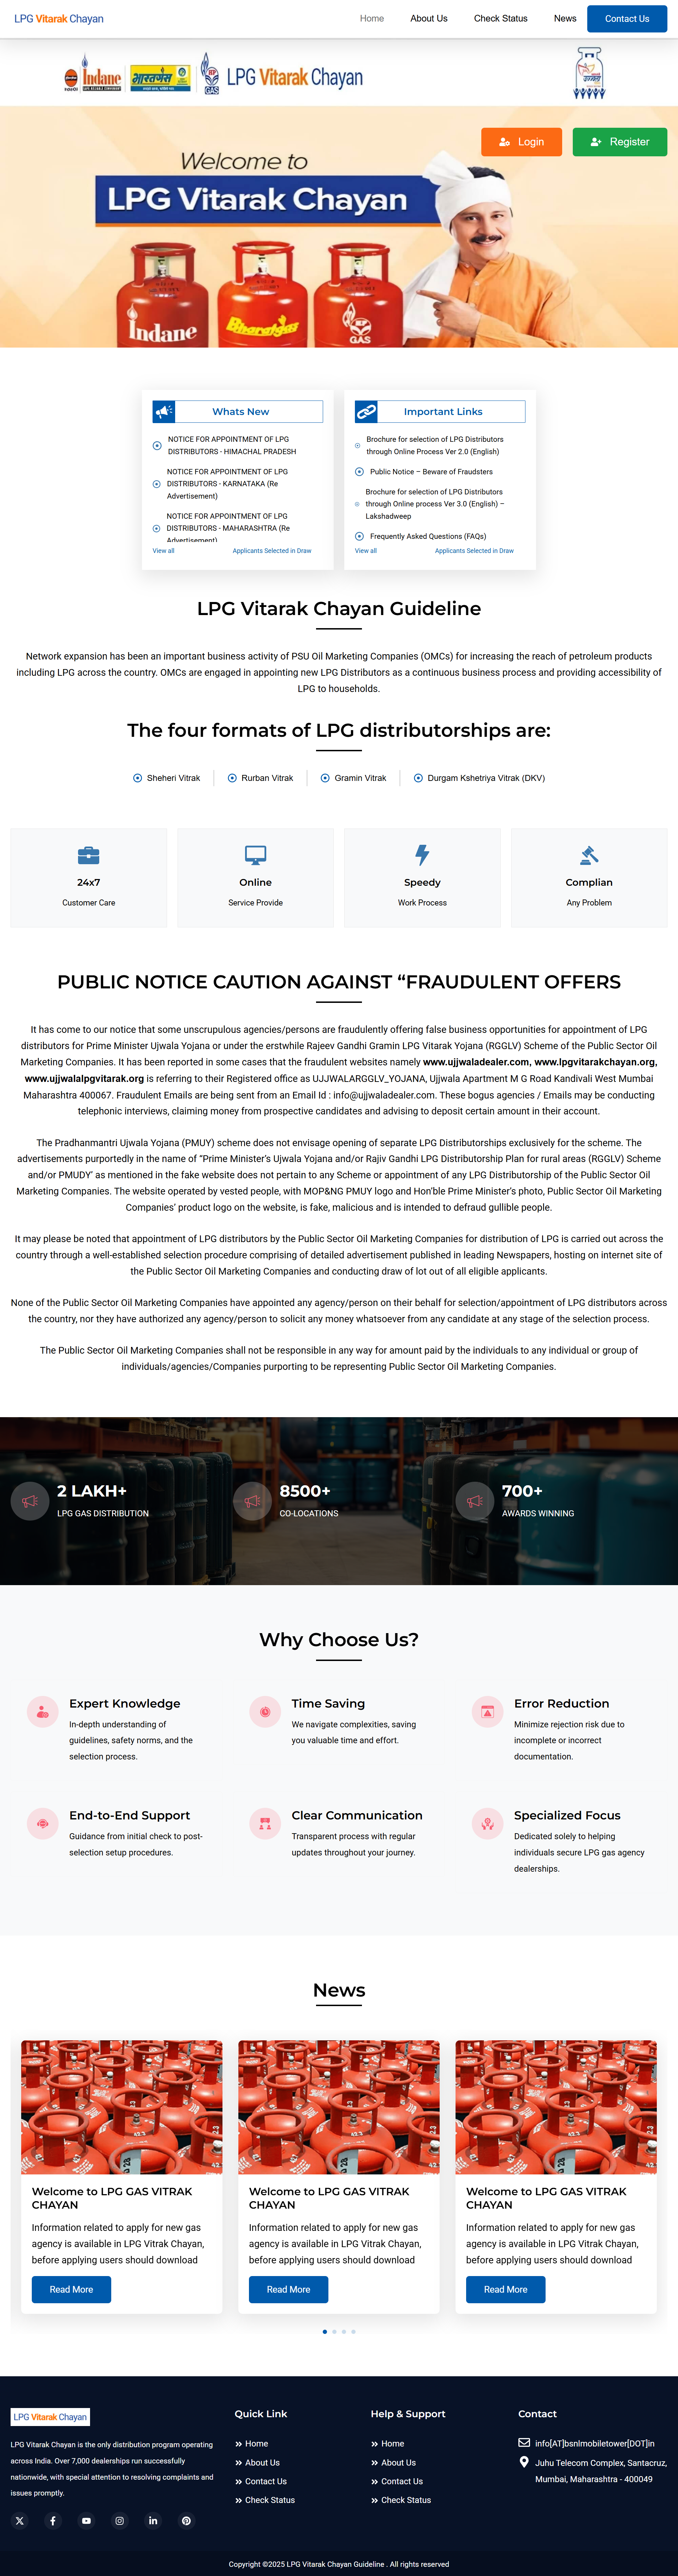 LPG Vitarak Chayan
Home About Us Check Status News Contact Us
Indane भारतगैस HP GAS LPG Vitarak Chayan
Login Register
Welcome to
LPG Vitarak Chayan
Indane Bharatgas HP GAS
Whats New
NOTICE FOR APPOINTMENT OF LPG
DISTRIBUTORS - HIMACHAL PRADESH
NOTICE FOR APPOINTMENT OF LPG
DISTRIBUTORS - KARNATAKA (Re
Advertisement)
NOTICE FOR APPOINTMENT OF LPG
DISTRIBUTORS - MAHARASHTRA (Re
Advertisement)
View all Applicants Selected in Draw
Important Links
Brochure for selection of LPG Distributors
through Online Process Ver 2.0 (English)
Public Notice – Beware of Fraudsters
Brochure for selection of LPG Distributors
through Online process Ver 3.0 (English) –
Lakshadweep
Frequently Asked Questions (FAQs)
View all Applicants Selected in Draw
LPG Vitarak Chayan Guideline
Network expansion has been an important business activity of PSU Oil Marketing Companies (OMCs) for increasing the reach of petroleum products
including LPG across the country. OMCs are engaged in appointing new LPG Distributors as a continuous business process and providing accessibility of
LPG to households.
The four formats of LPG distributorships are:
Sheheri Vitrak Rurban Vitrak Gramin Vitrak Durgam Kshetriya Vitrak (DKV)
24x7
Customer Care
Online
Service Provide
Speedy
Work Process
Complian
Any Problem
PUBLIC NOTICE CAUTION AGAINST “FRAUDULENT OFFERS
It has come to our notice that some unscrupulous agencies/persons are fraudulently offering false business opportunities for appointment of LPG
distributors for Prime Minister Ujwala Yojana or under the erstwhile Rajeev Gandhi Gramin LPG Vitarak Yojana (RGGLV) Scheme of the Public Sector Oil
Marketing Companies. It has been reported in some cases that the fraudulent websites namely www.ujjwaladealer.com, www.lpgvitarakchayan.org,
www.ujjwalalpgvitarak.org is referring to their Registered office as UJJWALARGGLV_YOJANA, Ujjwala Apartment M G Road Kandivali West Mumbai
Maharashtra 400067. Fraudulent Emails are being sent from an Email Id : info@ujjwaladealer.com. These bogus agencies / Emails may be conducting
telephonic interviews, claiming money from prospective candidates and advising to deposit certain amount in their account.
The Pradhanmantri Ujwala Yojana (PMUY) scheme does not envisage opening of separate LPG Distributorships exclusively for the scheme. The
advertisements purportedly in the name of “Prime Minister’s Ujwala Yojana and/or Rajiv Gandhi LPG Distributorship Plan for rural areas (RGGLV) Scheme
and/or PMUDY’ as mentioned in the fake website does not pertain to any Scheme or appointment of any LPG Distributorship of the Public Sector Oil
Marketing Companies. The website operated by vested people, with MOP&NG PMUY logo and Hon’ble Prime Minister’s photo, Public Sector Oil Marketing
Companies’ product logo on the website, is fake, malicious and is intended to defraud gullible people.
It may please be noted that appointment of LPG distributors by the Public Sector Oil Marketing Companies for distribution of LPG is carried out across the
country through a well-established selection procedure comprising of detailed advertisement published in leading Newspapers, hosting on internet site of
the Public Sector Oil Marketing Companies and conducting draw of lot out of all eligible applicants.
None of the Public Sector Oil Marketing Companies have appointed any agency/person on their behalf for selection/appointment of LPG distributors across
the country, nor they have authorized any agency/person to solicit any money whatsoever from any candidate at any stage of the selection process.
The Public Sector Oil Marketing Companies shall not be responsible in any way for amount paid by the individuals to any individual or group of
individuals/agencies/Companies purporting to be representing Public Sector Oil Marketing Companies.
2 LAKH+
LPG GAS DISTRIBUTION
8500+
CO-LOCATIONS
700+
AWARDS WINNING
Why Choose Us?
Expert Knowledge
In-depth understanding of
guidelines, safety norms, and the
selection process.
Time Saving
We navigate complexities, saving
you valuable time and effort.
Error Reduction
Minimize rejection risk due to
incomplete or incorrect
documentation.
End-to-End Support
Guidance from initial check to post-
selection setup procedures.
Clear Communication
Transparent process with regular
updates throughout your journey.
Specialized Focus
Dedicated solely to helping
individuals secure LPG gas agency
dealerships.
News
Welcome to LPG GAS VITRAK
CHAYAN
Information related to apply for new gas
agency is available in LPG Vitrak Chayan,
before applying users should download
Read More
Welcome to LPG GAS VITRAK
CHAYAN
Information related to apply for new gas
agency is available in LPG Vitrak Chayan,
before applying users should download
Read More
Welcome to LPG GAS VITRAK
CHAYAN
Information related to apply for new gas
agency is available in LPG Vitrak Chayan,
before applying users should download
Read More
LPG Vitarak Chayan
LPG Vitarak Chayan is the only distribution program operating
across India. Over 7,000 dealerships run successfully
nationwide, with special attention to resolving complaints and
issues promptly.
Quick Link
Home
About Us
Contact Us
Check Status
Help & Support
Home
About Us
Contact Us
Check Status
Contact
info[AT]bsnlmobiletower[DOT]in
Juhu Telecom Complex, Santacruz,
Mumbai, Maharashtra - 400049
Copyright ©2025 LPG Vitarak Chayan Guideline . All rights reserved